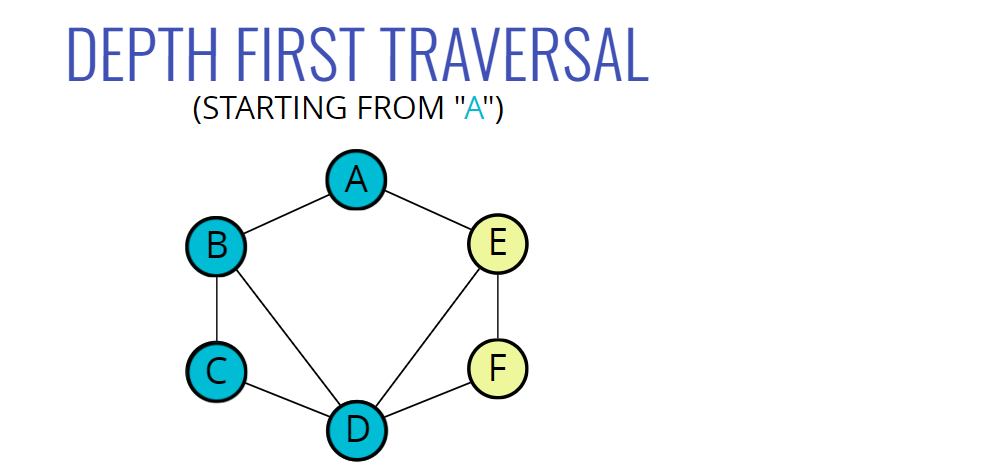 DEPTH FIRST TRAVERSAL
(STARTING FROM "A")
A
B
E
C
F
D